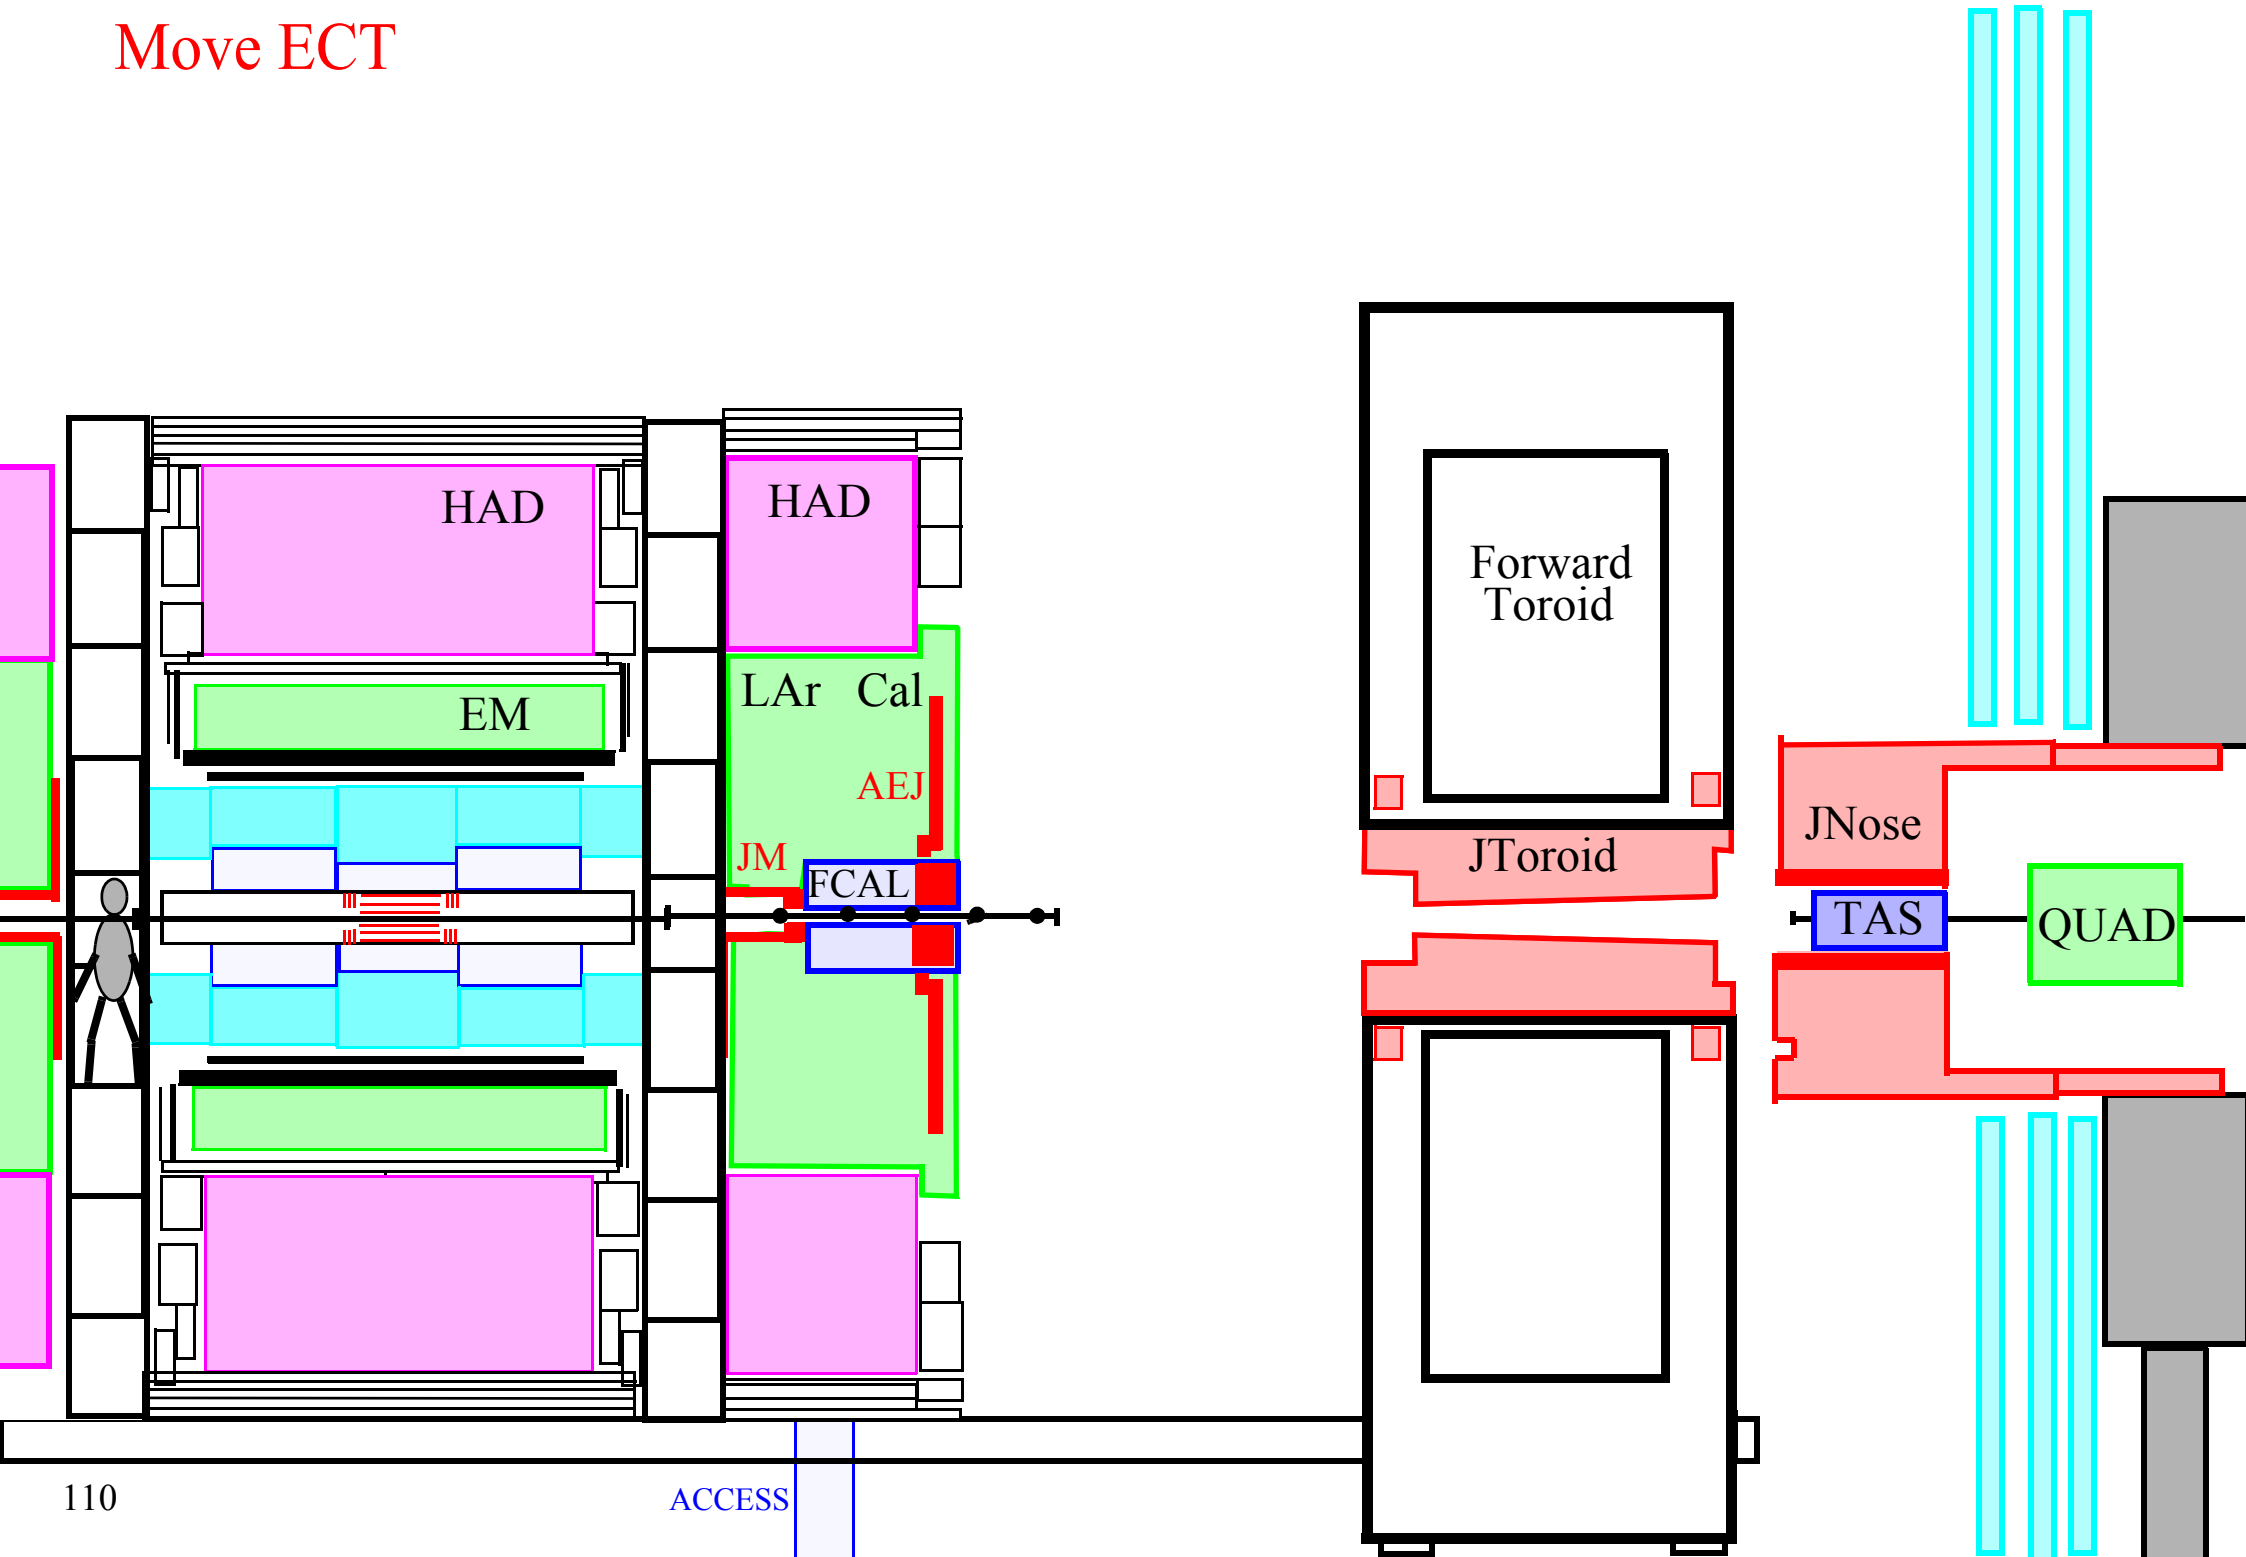 Move ECT
HAD
HAD
Forward
Toroid
LAr Cal
EM
AEJ
JNose
JM
JToroid
FCAL
TAS
QUAD
110
ACCESS